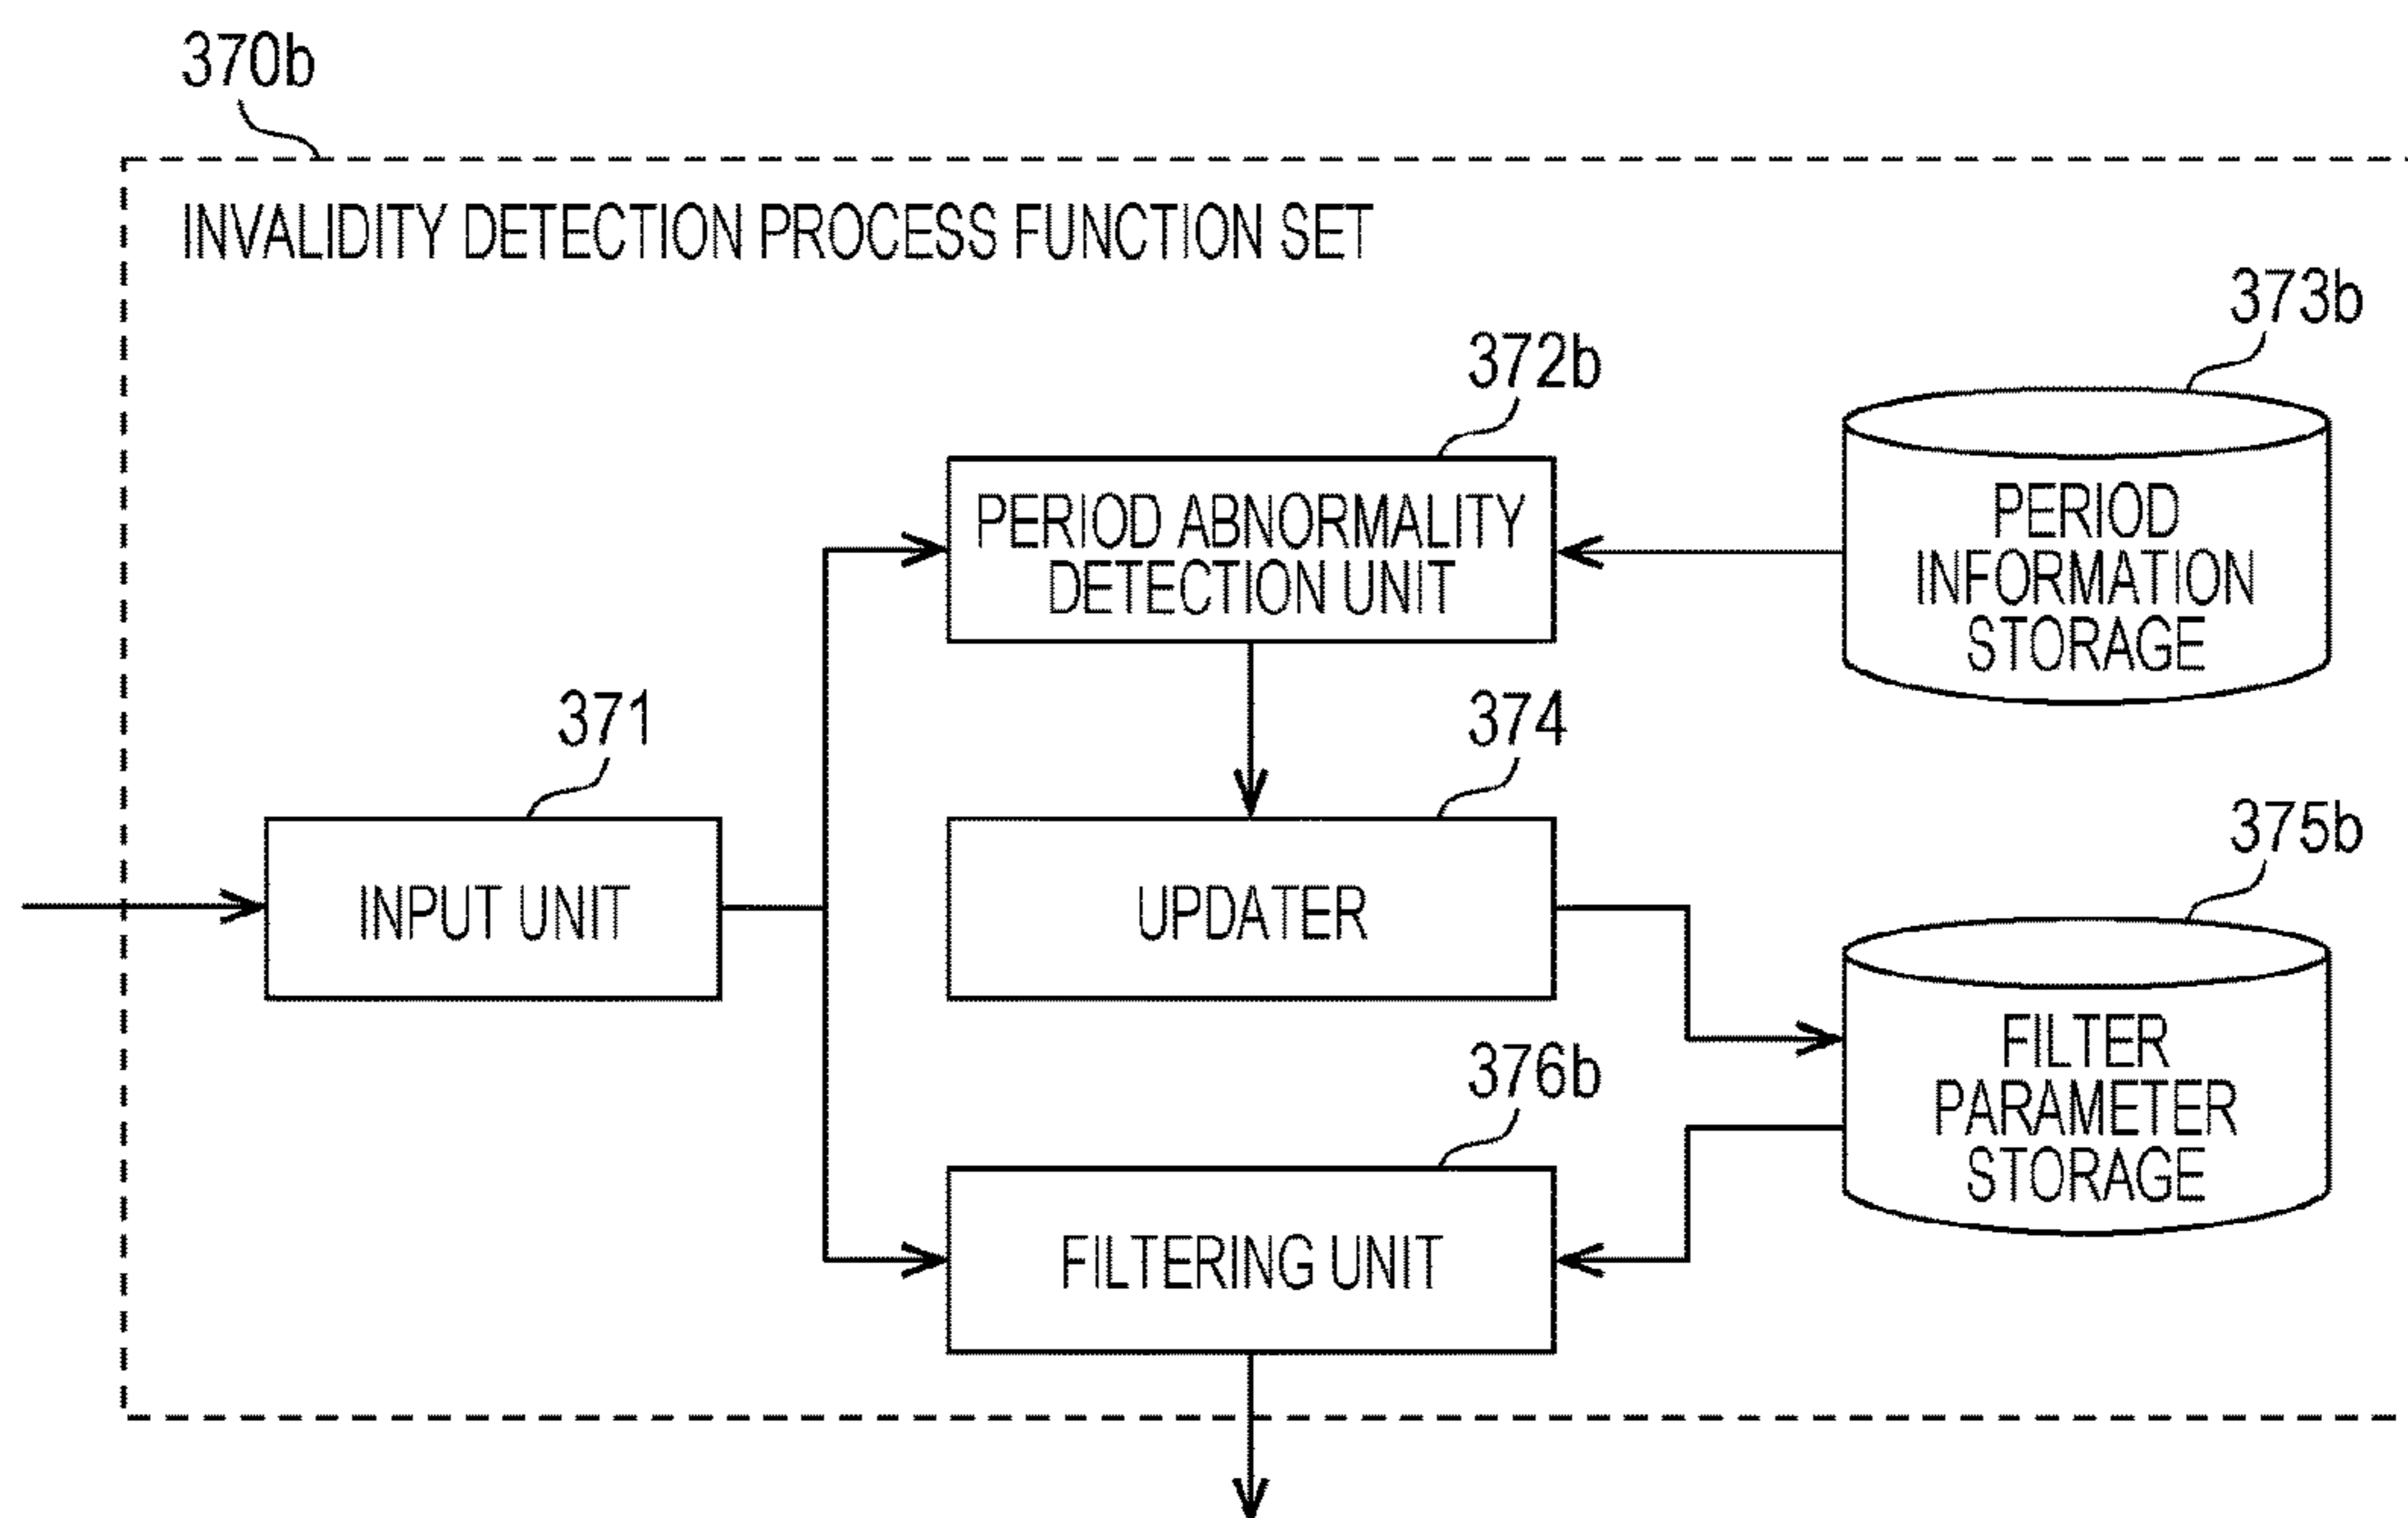 370b
INVALIDITY DETECTION PROCESS FUNCTION SET
373b
372b
PERIOD ABNORMALITY
DETECTION UNIT
PERIOD
INFORMATION
STORAGE
371
374
375b
INPUT UNIT
UPDATER
FILTER
PARAMETER
STORAGE
376b
FILTERING UNIT